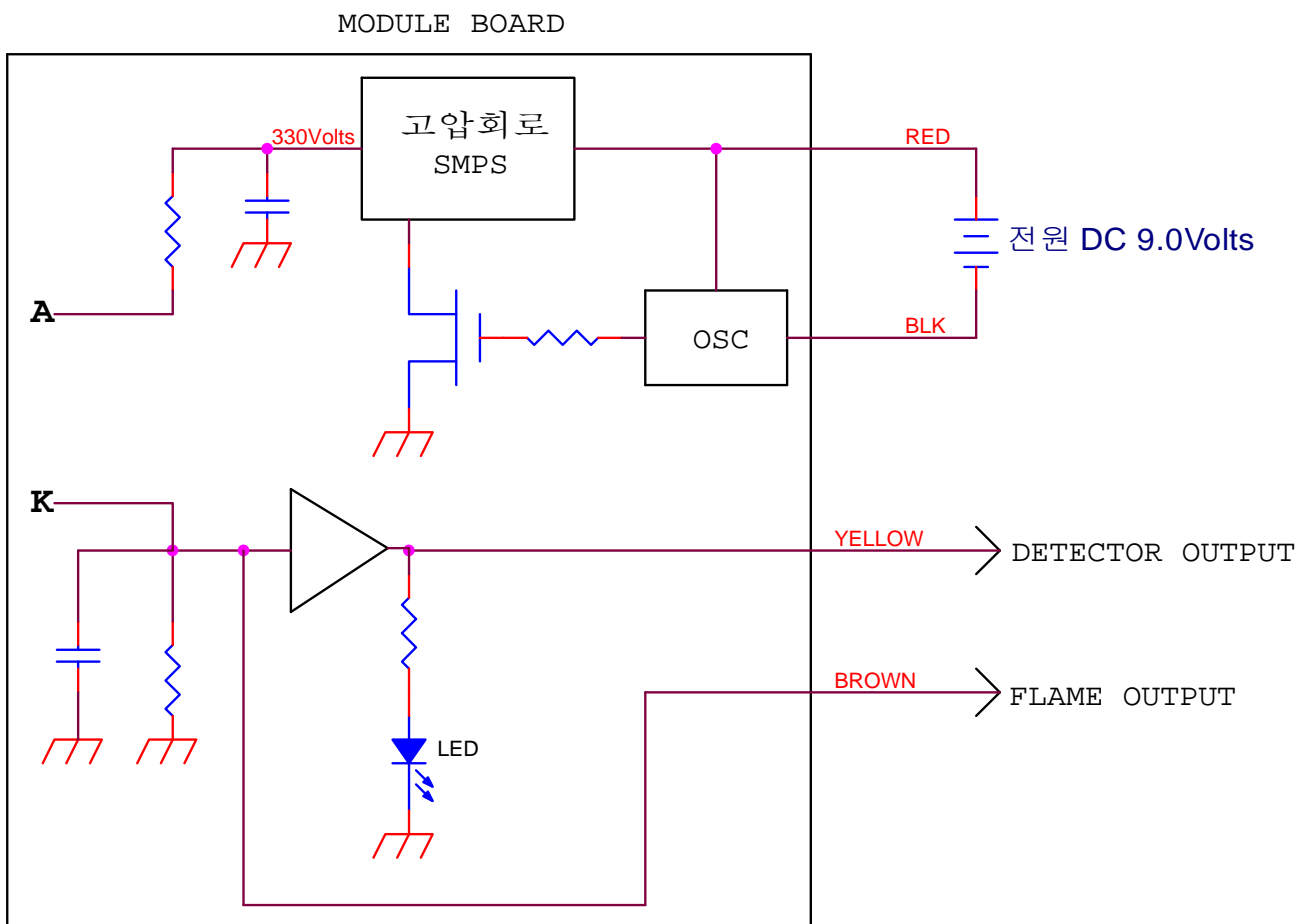 MODULE BOARD
고압회로
SMPS
330Volts
RED
전원 DC 9.0Volts
A
OSC
BLK
K
YELLOW
DETECTOR OUTPUT
BROWN
FLAME OUTPUT
LED